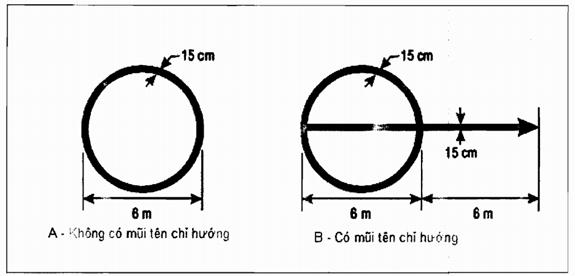 15 cm
15 cm
15 cm
6 m
6 m
6 m
A - Không có mũi tên chỉ hướng
B - Có mũi tên chỉ hướng